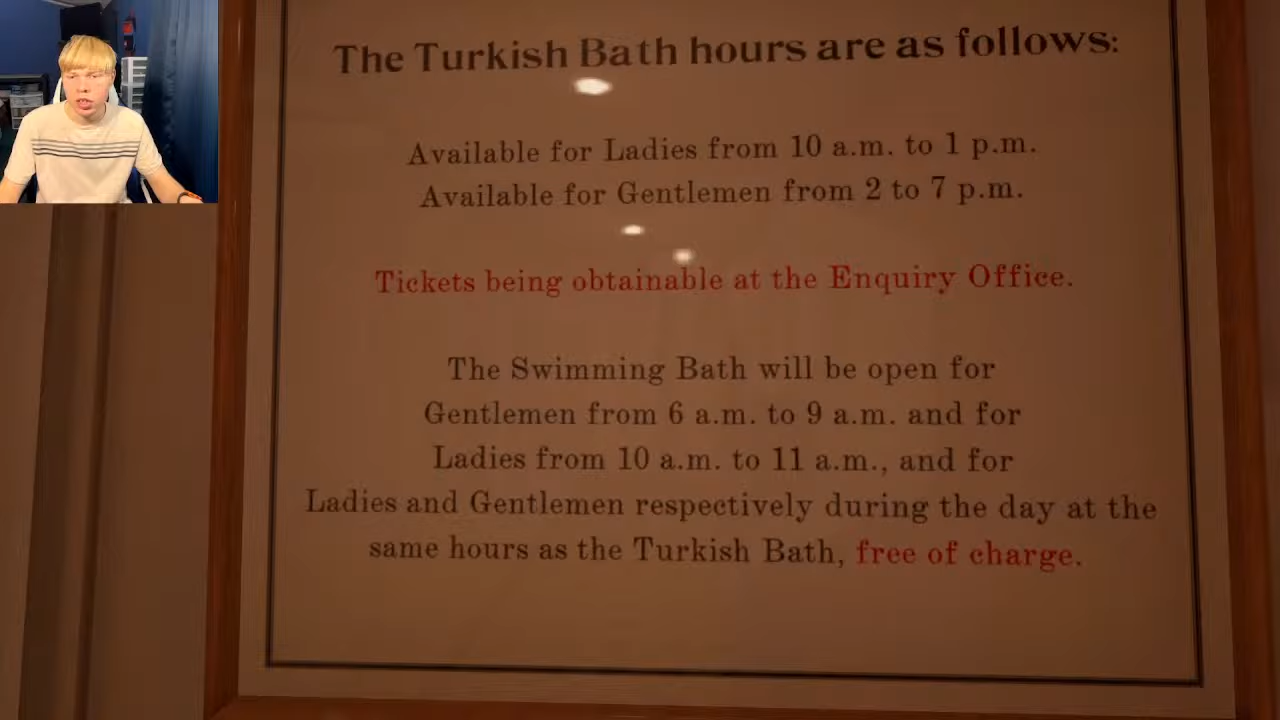 The Turkish Bath hours are as follows:
Available for Ladies from 10 a.m. to 1 p.m.
Available for Gentlemen from 2 to 7 p.m.
Tickets being obtainable at the Enquiry Office.
The Swimming Bath will be open for
Gentlemen from 6 a.m. to 9 a.m. and for
Ladies from 10 a.m. to 11 a.m., and for
Ladies and Gentlemen respectively during the day at the
same hours as the Turkish Bath, free of charge.